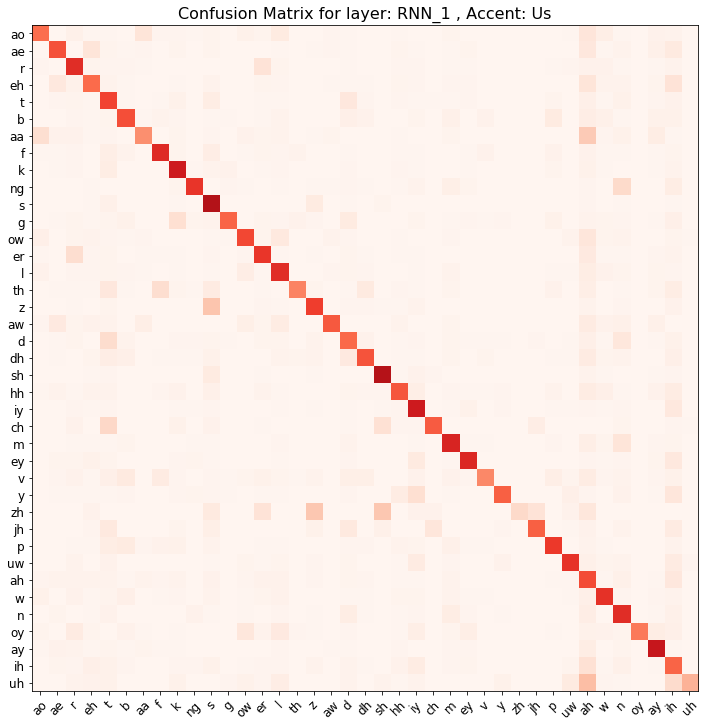 Confusion Matrix for layer: RNN_1 , Accent: Us
ao
ae
r
eh
t
b
aa
f
k
ng
s
g
ow
er
l
th
z
aw
d
dh
sh
hh
iy
ch
m
ey
v
y
zh
jh
p
uw
ah
w
n
oy
ay
ih
uh
ao ae r eh t b aa f k ng s g ow er l th z aw d dh sh hh iy ch m ey v y zh jh p uw ah w n oy ay ih uh